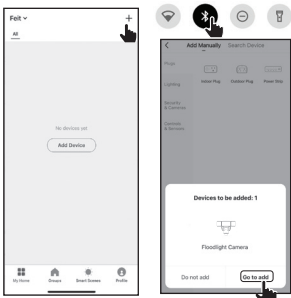 Feit
All
No devices yet
Add Device
My Home Groups Smart Scenes Profile
Add Manually Search Device
Plugs
Lighting
Indoor Plug Outdoor Plug Power Strip
Security
& Cameras
Sensors
Devices to be added: 1
Floodlight Camera
Do not add Go to add